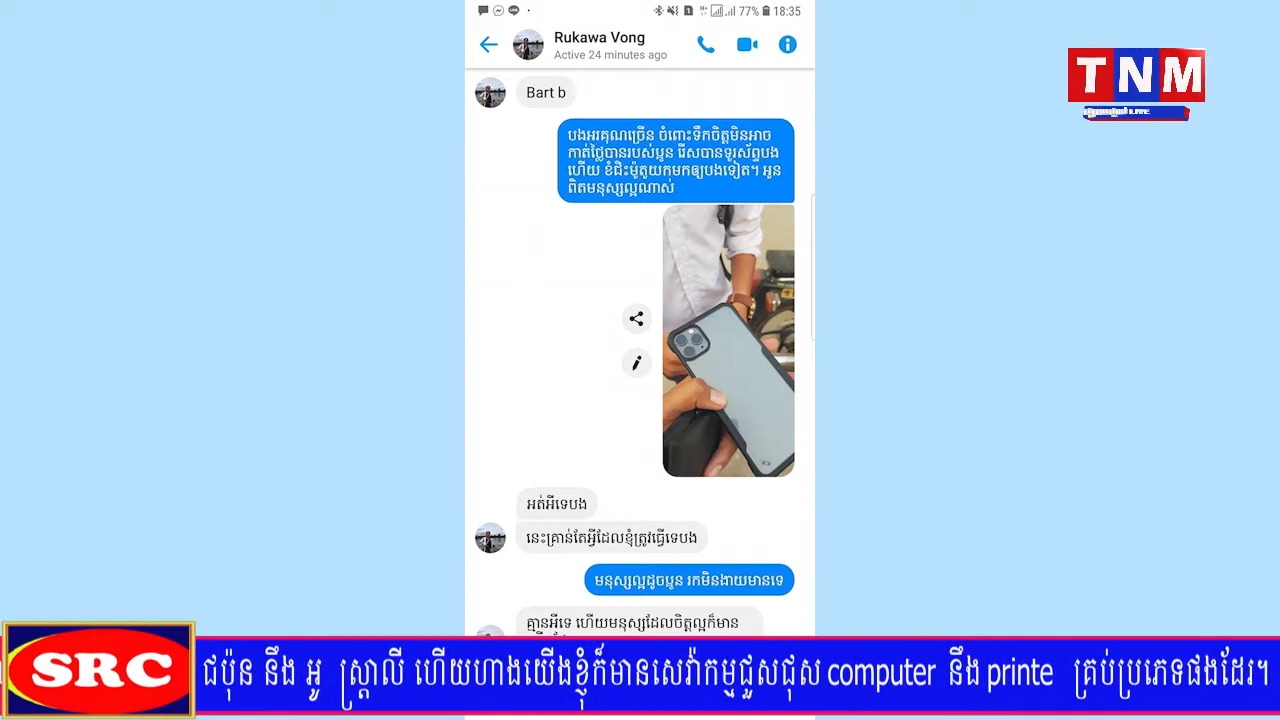 77% 18:35
Rukawa Vong
Active 24 minutes ago
TNM
Bart b
បងអរគុណច្រើន ចំពោះទឹកចិត្តមិនអាច
កាត់ថ្លៃបានរបស់ប្អូន រើសបានទូរស័ព្ទបង
ហើយ ខំជិះម៉ូតូយកមកឲ្យបងទៀត។ អូន
ពិតមនុស្សល្អណាស់
អត់អីទេបង
នេះគ្រាន់តែអ្វីដែលខ្ញុំត្រូវធ្វើទេបង
មនុស្សល្អដូចប្អូន រកមិនងាយមានទេ
គ្មានអីទេ ហើយមនុស្សដែលចិត្តល្អក៏មាន
SRC
ជប៉ុន នឹង អូ ស្ត្រាលី ហើយហាងយើងខ្ញុំក៏មានសេវ៉ាកម្មជួសជុស computer នឹង printe គ្រប់ប្រភេទផងដែរ។